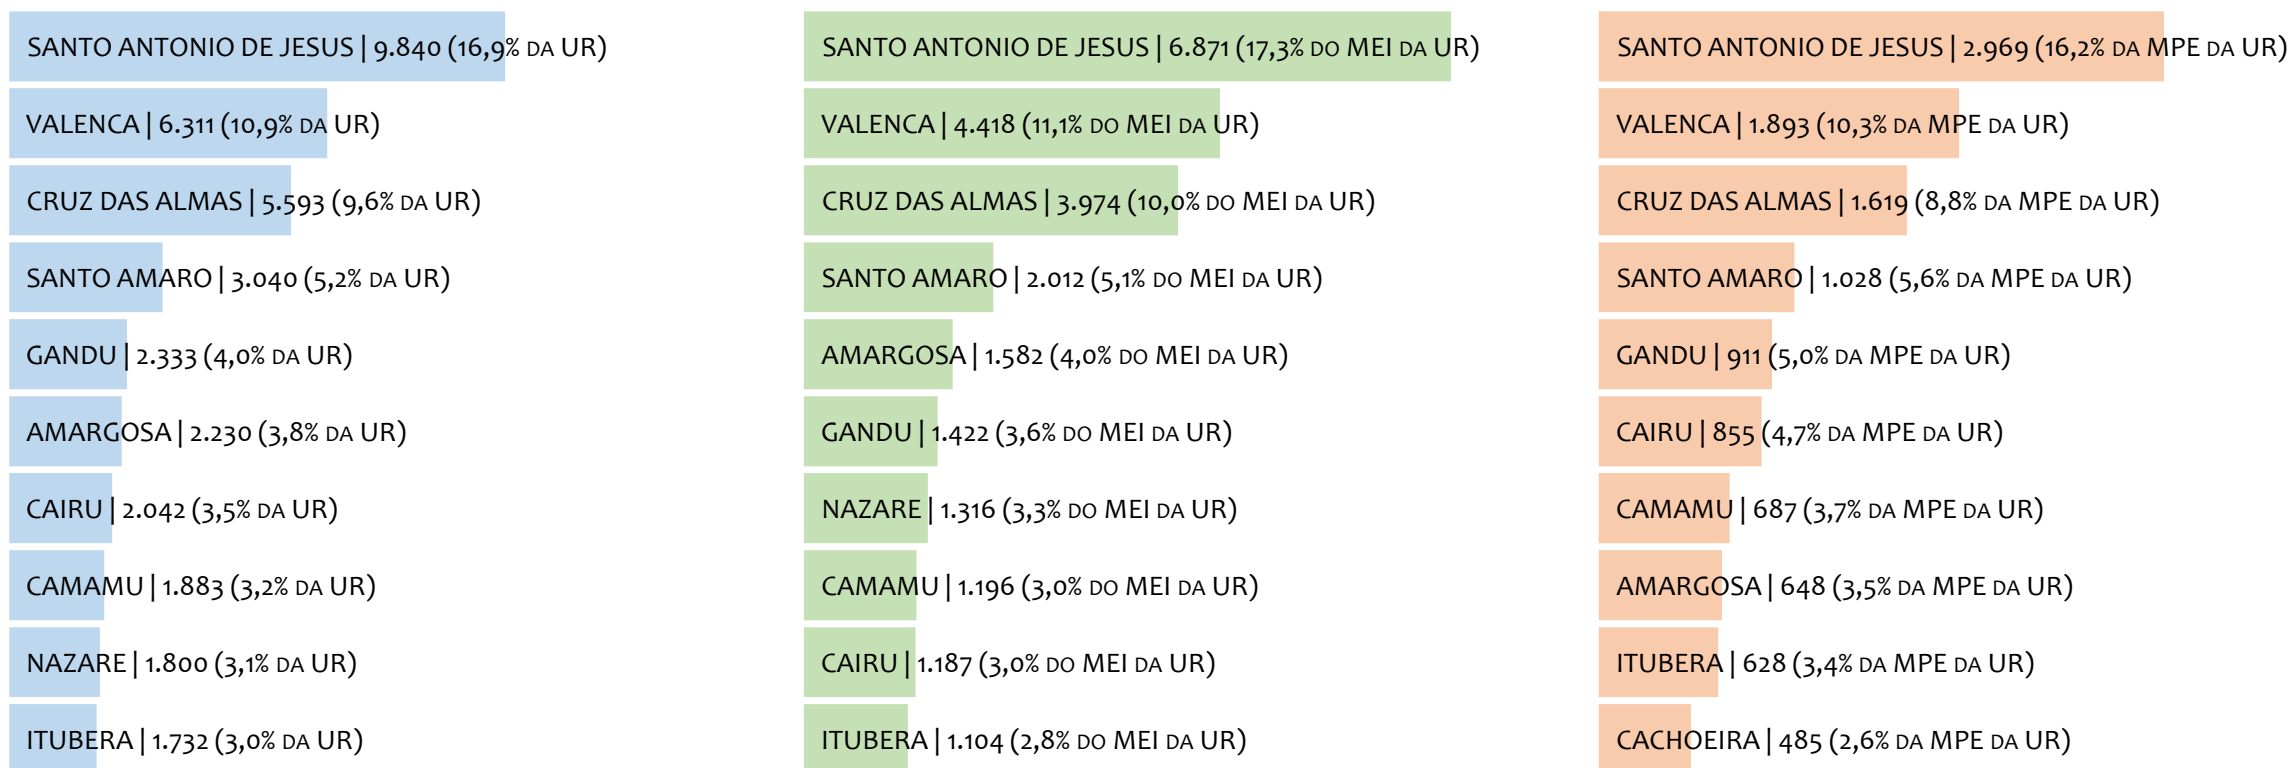 SANTO ANTONIO DE JESUS | 9.840 (16,9% DA UR)
VALENCA | 6.311 (10,9% DA UR)
CRUZ DAS ALMAS | 5.593 (9,6% DA UR)
SANTO AMARO | 3.040 (5,2% DA UR)
GANDU | 2.333 (4,0% DA UR)
AMARGOSA | 2.230 (3,8% DA UR)
CAIRU | 2.042 (3,5% DA UR)
CAMAMU | 1.883 (3,2% DA UR)
NAZARE | 1.800 (3,1% DA UR)
ITUBERA | 1.732 (3,0% DA UR)
SANTO ANTONIO DE JESUS | 6.871 (17,3% DO MEI DA UR)
VALENCA | 4.418 (11,1% DO MEI DA UR)
CRUZ DAS ALMAS | 3.974 (10,0% DO MEI DA UR)
SANTO AMARO | 2.012 (5,1% DO MEI DA UR)
AMARGOSA | 1.582 (4,0% DO MEI DA UR)
GANDU | 1.422 (3,6% DO MEI DA UR)
NAZARE | 1.316 (3,3% DO MEI DA UR)
CAMAMU | 1.196 (3,0% DO MEI DA UR)
CAIRU | 1.187 (3,0% DO MEI DA UR)
ITUBERA | 1.104 (2,8% DO MEI DA UR)
SANTO ANTONIO DE JESUS | 2.969 (16,2% DA MPE DA UR)
VALENCA | 1.893 (10,3% DA MPE DA UR)
CRUZ DAS ALMAS | 1.619 (8,8% DA MPE DA UR)
SANTO AMARO | 1.028 (5,6% DA MPE DA UR)
GANDU | 911 (5,0% DA MPE DA UR)
CAIRU | 855 (4,7% DA MPE DA UR)
CAMAMU | 687 (3,7% DA MPE DA UR)
AMARGOSA | 648 (3,5% DA MPE DA UR)
ITUBERA | 628 (3,4% DA MPE DA UR)
CACHOEIRA | 485 (2,6% DA MPE DA UR)